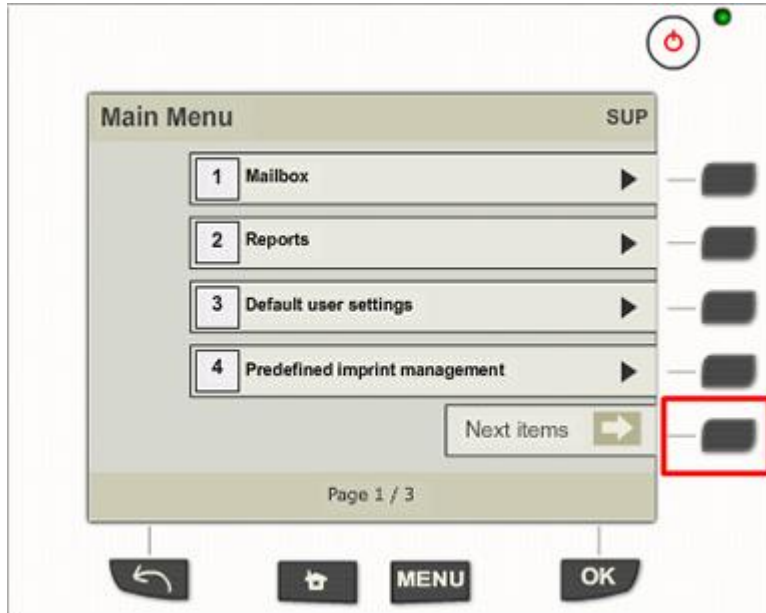 Main Menu SUP
1 Mailbox
2 Reports
3 Default user settings
4 Predefined imprint management
Next items
Page 1 / 3
MENU OK